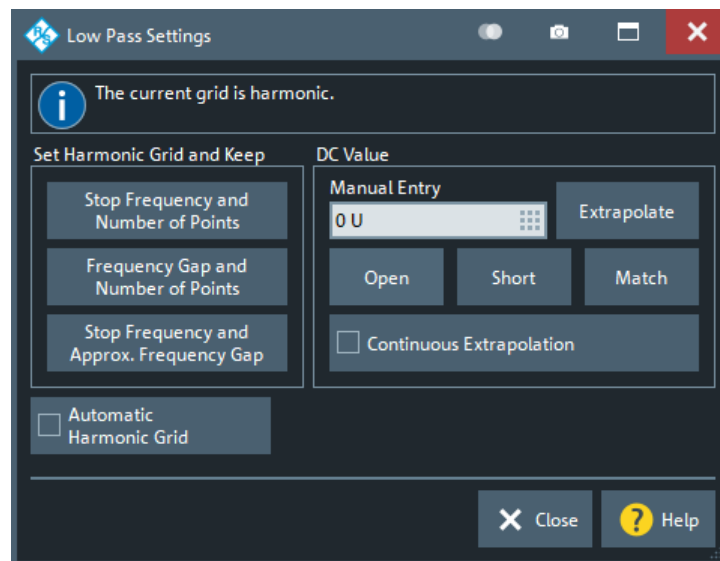 Low Pass Settings
The current grid is harmonic.
Set Harmonic Grid and Keep
Stop Frequency and
Number of Points
Frequency Gap and
Number of Points
Stop Frequency and
Approx. Frequency Gap
DC Value
Manual Entry
0 U
Extrapolate
Open
Short
Match
Continuous Extrapolation
Automatic
Harmonic Grid
Close
? Help